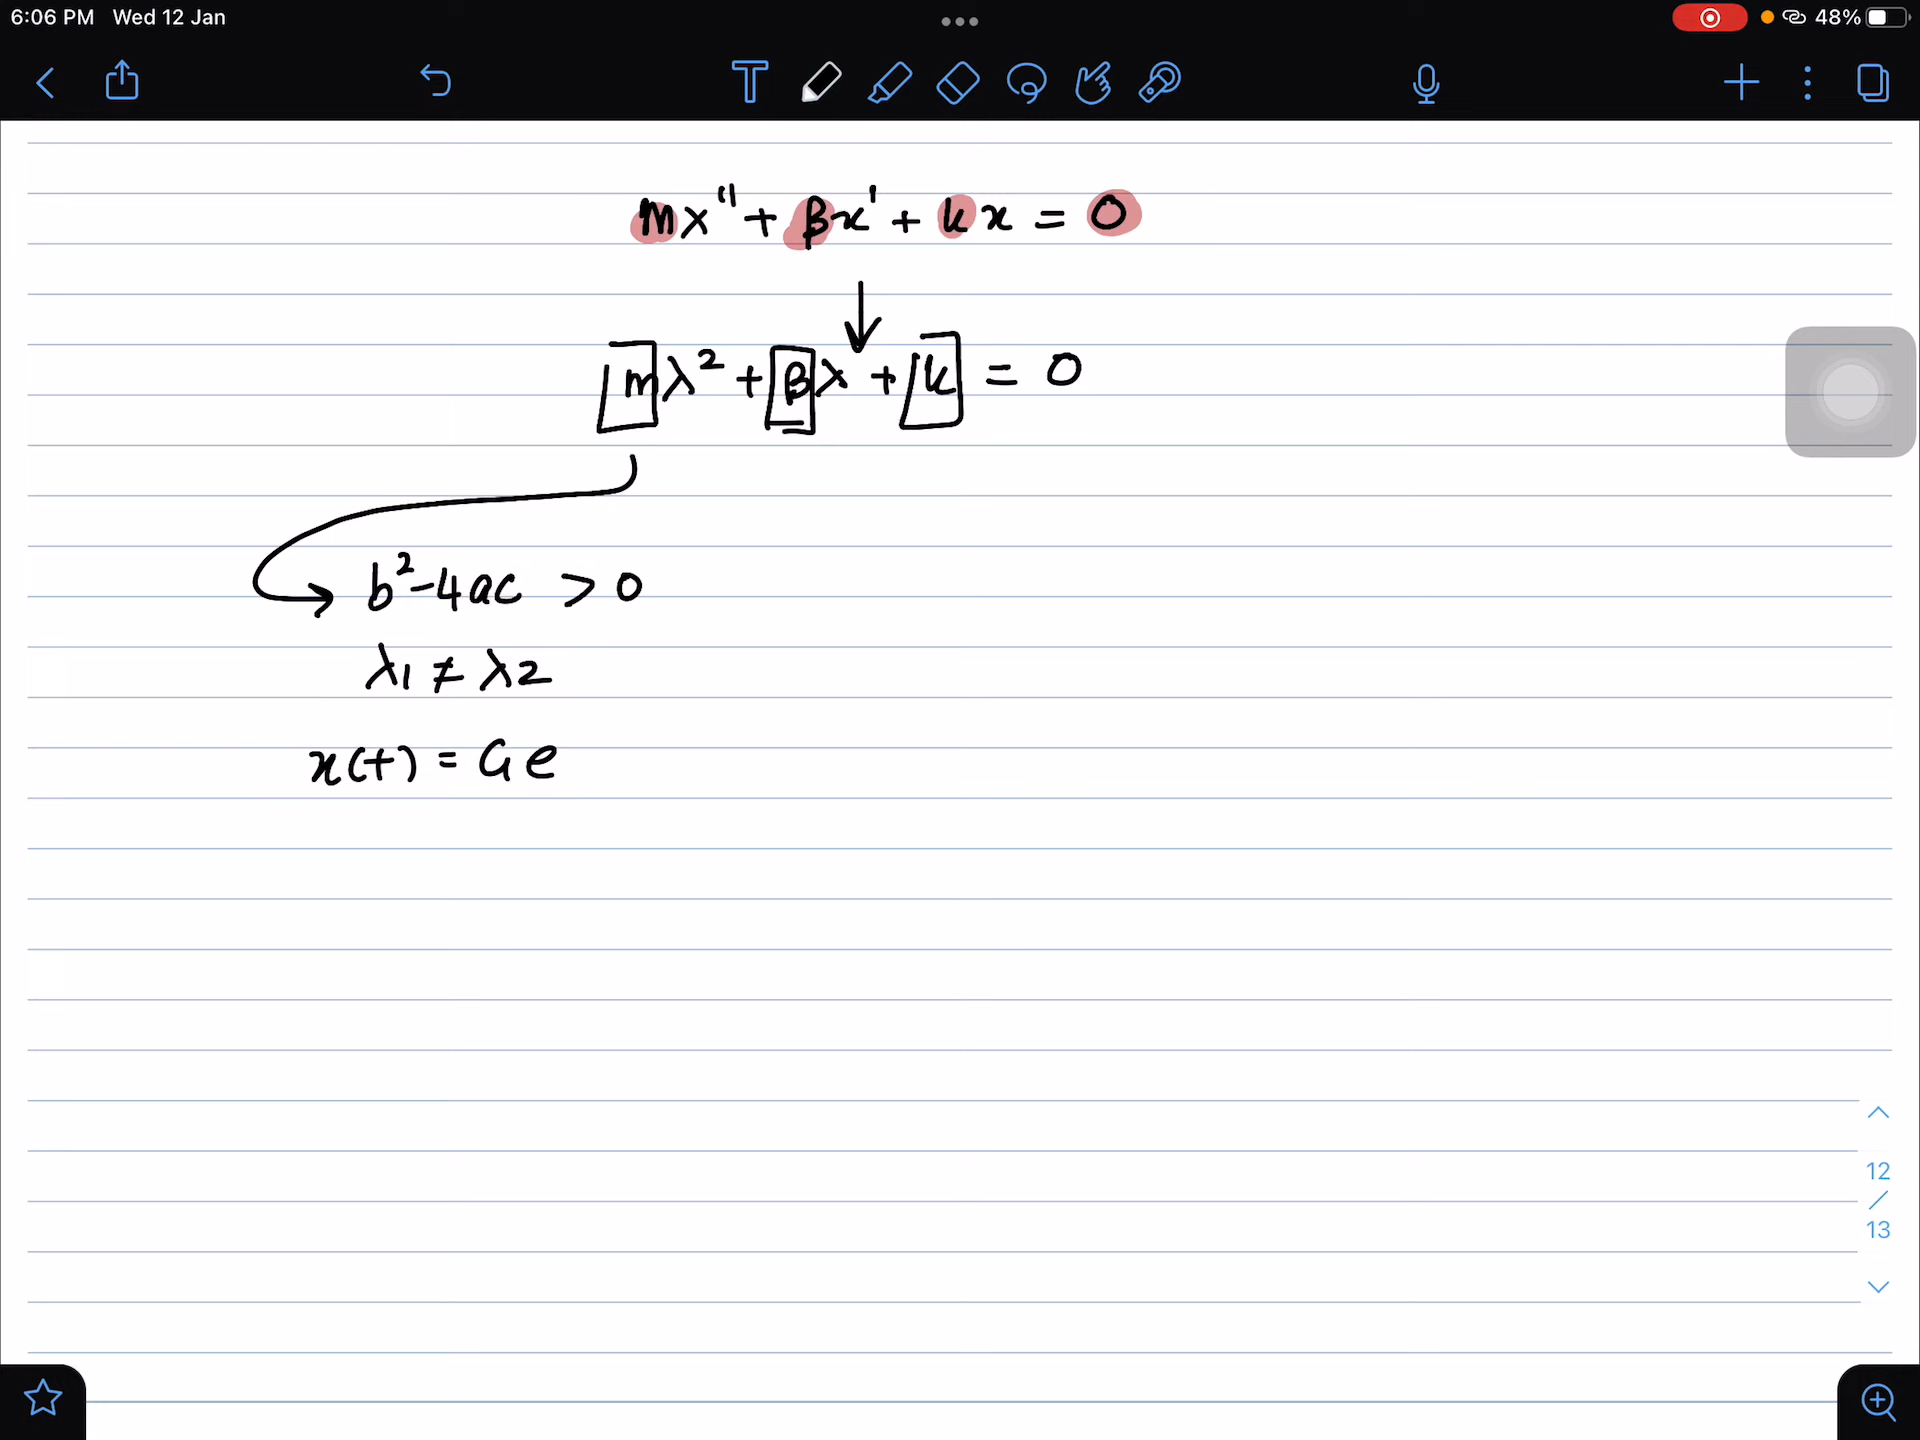 6:06 PM Wed 12 Jan
48%
T
mx" + βx' + kx = 0
mλ² + βλ + k = 0
b²-4ac > 0
λ1 ≠ λ2
x(t) = C1 e
12
/
13